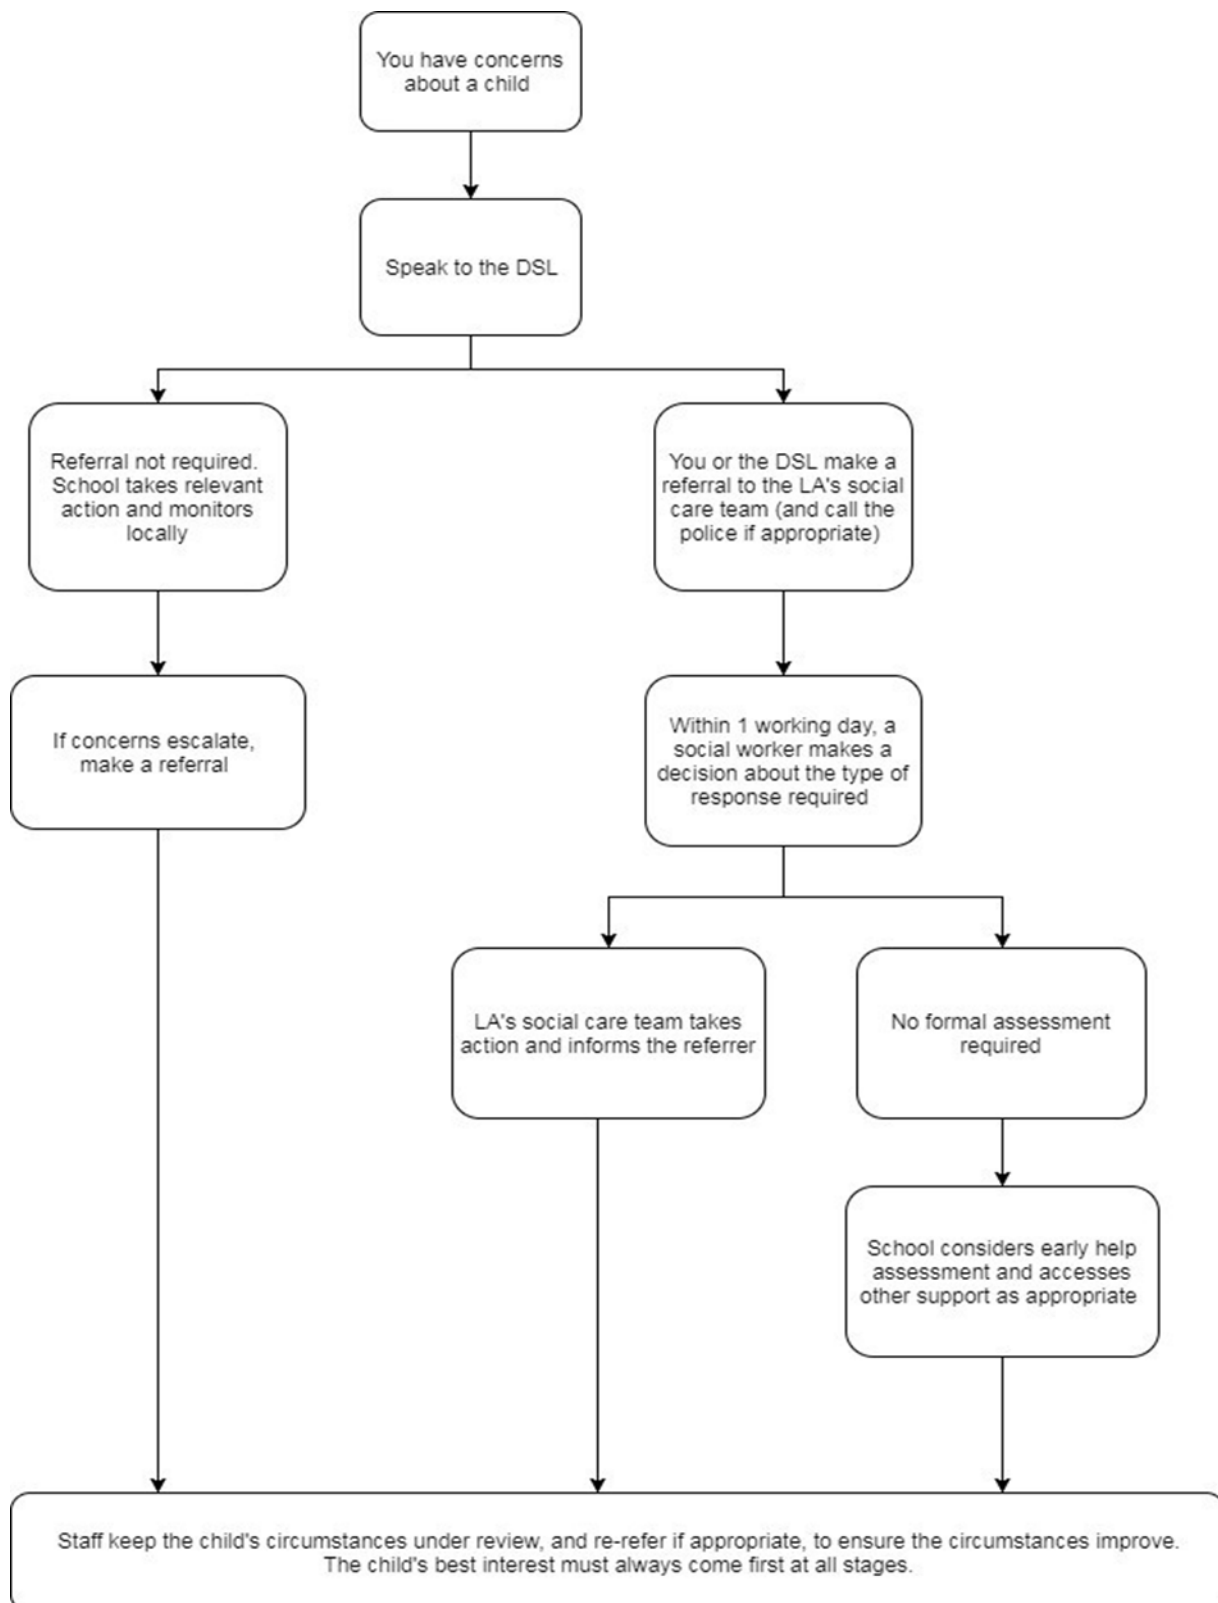 You have concerns
about a child
Speak to the DSL
Referral not required.
School takes relevant
action and monitors
locally
You or the DSL make a
referral to the LA's social
care team (and call the
police if appropriate)
If concerns escalate,
make a referral
Within 1 working day, a
social worker makes a
decision about the type of
response required
LA's social care team takes
action and informs the referrer
No formal assessment
required
School considers early help
assessment and accesses
other support as appropriate
Staff keep the child's circumstances under review, and re-refer if appropriate, to ensure the circumstances improve.
The child's best interest must always come first at all stages.